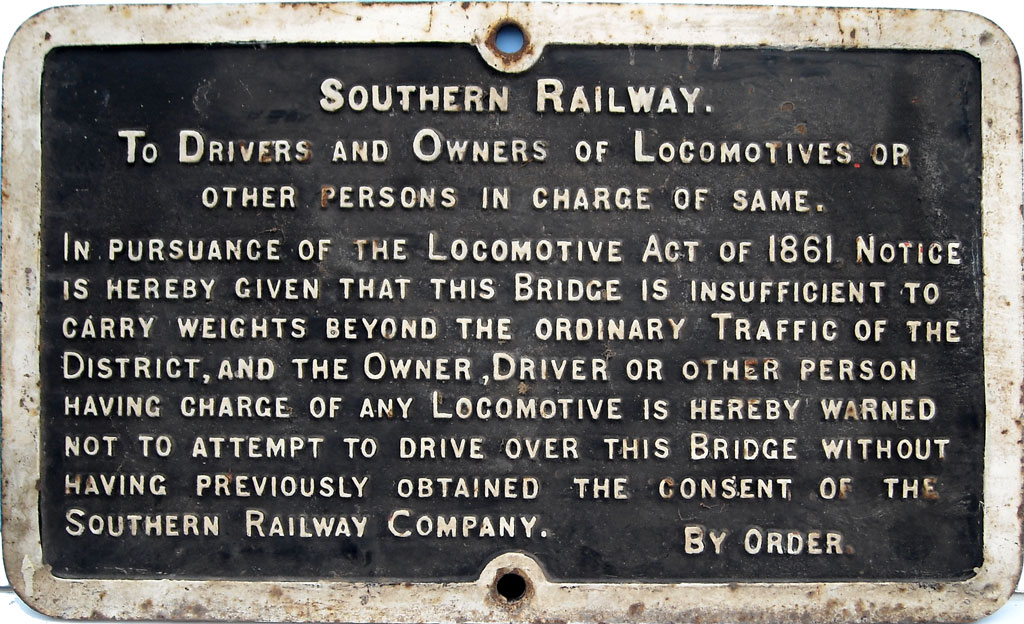 SOUTHERN RAILWAY.
TO DRIVERS AND OWNERS OF LOCOMOTIVES OR
OTHER PERSONS IN CHARGE OF SAME.
IN PURSUANCE OF THE LOCOMOTIVE ACT OF 1861 NOTICE
IS HEREBY GIVEN THAT THIS BRIDGE IS INSUFFICIENT TO
CARRY WEIGHTS BEYOND THE ORDINARY TRAFFIC OF THE
DISTRICT, AND THE OWNER, DRIVER OR OTHER PERSON
HAVING CHARGE OF ANY LOCOMOTIVE IS HEREBY WARNED
NOT TO ATTEMPT TO DRIVE OVER THIS BRIDGE WITHOUT
HAVING PREVIOUSLY OBTAINED THE CONSENT OF THE
SOUTHERN RAILWAY COMPANY.
BY ORDER.